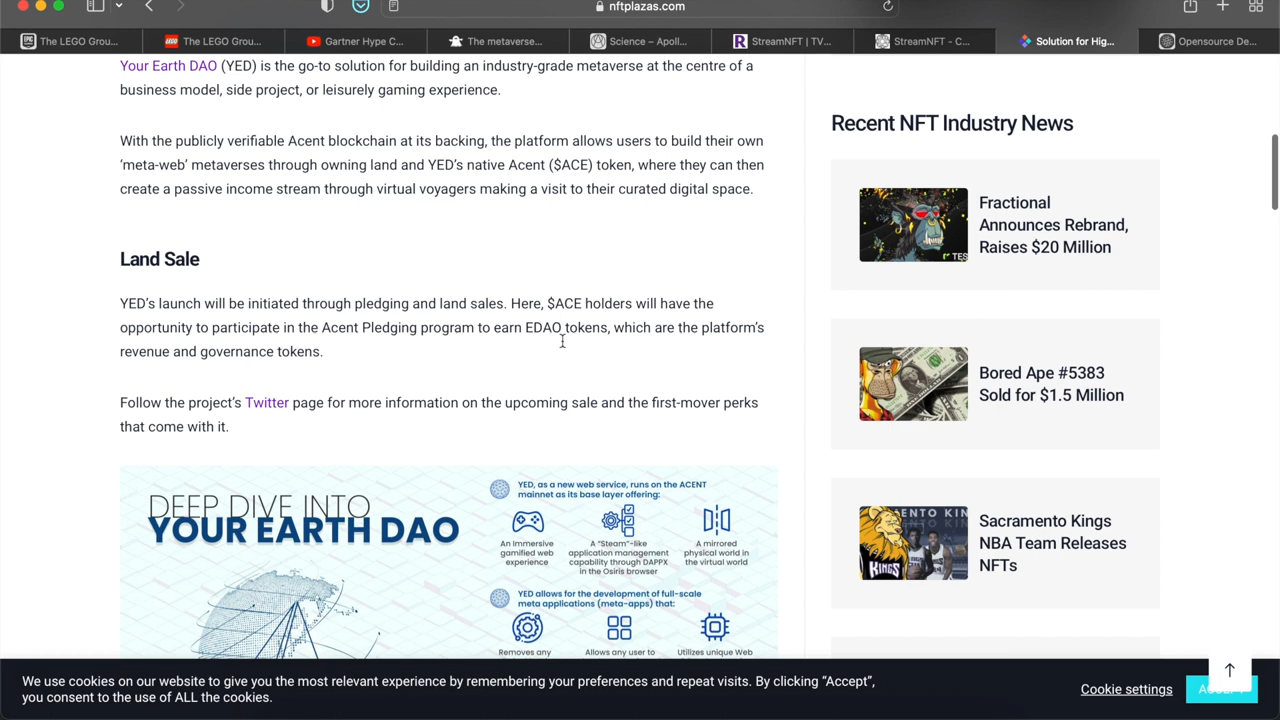 nftplazas.com
The LEGO Grou...
The LEGO Grou...
Gartner Hype C...
The metaverse...
Science – Apoll...
StreamNFT | TV...
StreamNFT - C...
Solution for Hig...
Opensource De...
Your Earth DAO (YED) is the go-to solution for building an industry-grade metaverse at the centre of a
business model, side project, or leisurely gaming experience.
With the publicly verifiable Acent blockchain at its backing, the platform allows users to build their own
‘meta-web’ metaverses through owning land and YED’s native Acent ($ACE) token, where they can then
create a passive income stream through virtual voyagers making a visit to their curated digital space.
Land Sale
YED’s launch will be initiated through pledging and land sales. Here, $ACE holders will have the
opportunity to participate in the Acent Pledging program to earn EDAO tokens, which are the platform’s
revenue and governance tokens.
Follow the project’s Twitter page for more information on the upcoming sale and the first-mover perks
that come with it.
DEEP DIVE INTO
YOUR EARTH DAO
YED, as a new web service, runs on the ACENT
mainnet as its base layer offering:
An Immersive
gamified web
experience
A “Steam”-like
application management
capability through DAPPX
in the Osiris browser
A mirrored
physical world in
the virtual world
YED allows for the development of full-scale
meta applications (meta-apps) that:
Removes any
Allows any user to
Utilizes unique Web
Recent NFT Industry News
TES
Fractional
Announces Rebrand,
Raises $20 Million
Bored Ape #5383
Sold for $1.5 Million
KINGS
Sacramento Kings
NBA Team Releases
NFTs
We use cookies on our website to give you the most relevant experience by remembering your preferences and repeat visits. By clicking “Accept”,
you consent to the use of ALL the cookies.
Cookie settings